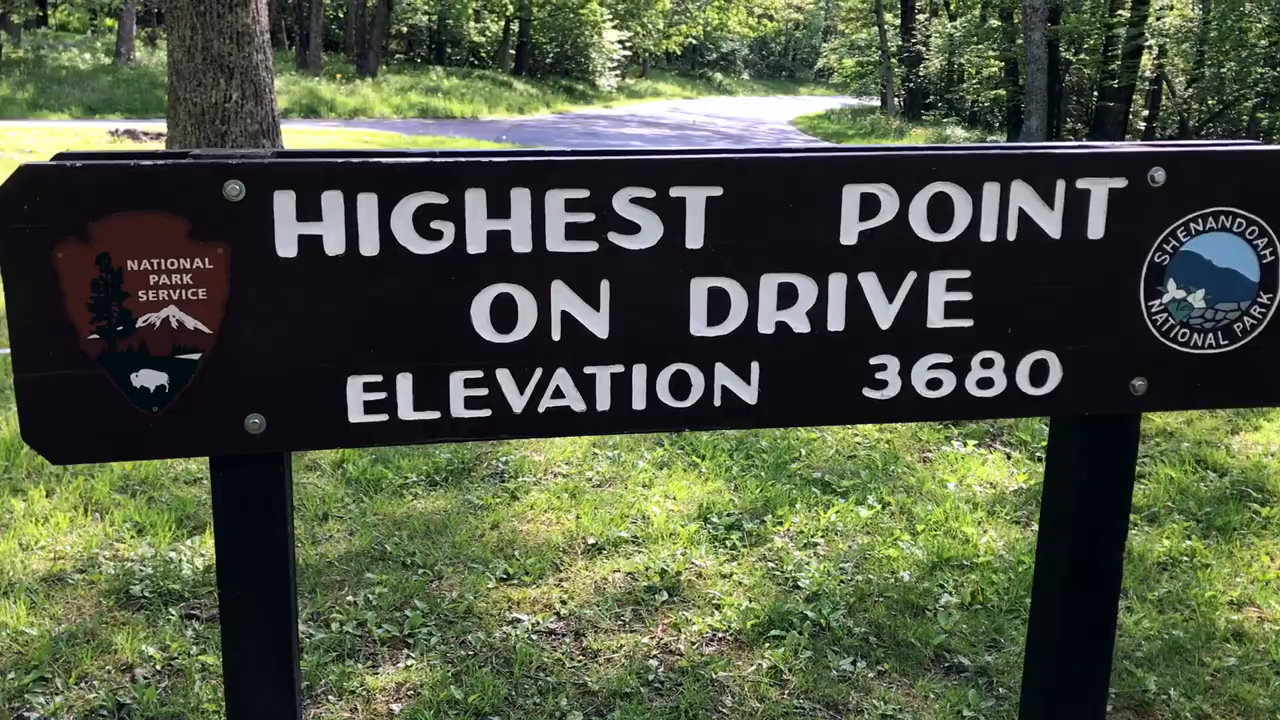 HIGHEST POINT
ON DRIVE
ELEVATION 3680
NATIONAL
PARK
SERVICE
SHENANDOAH
NATIONAL PARK